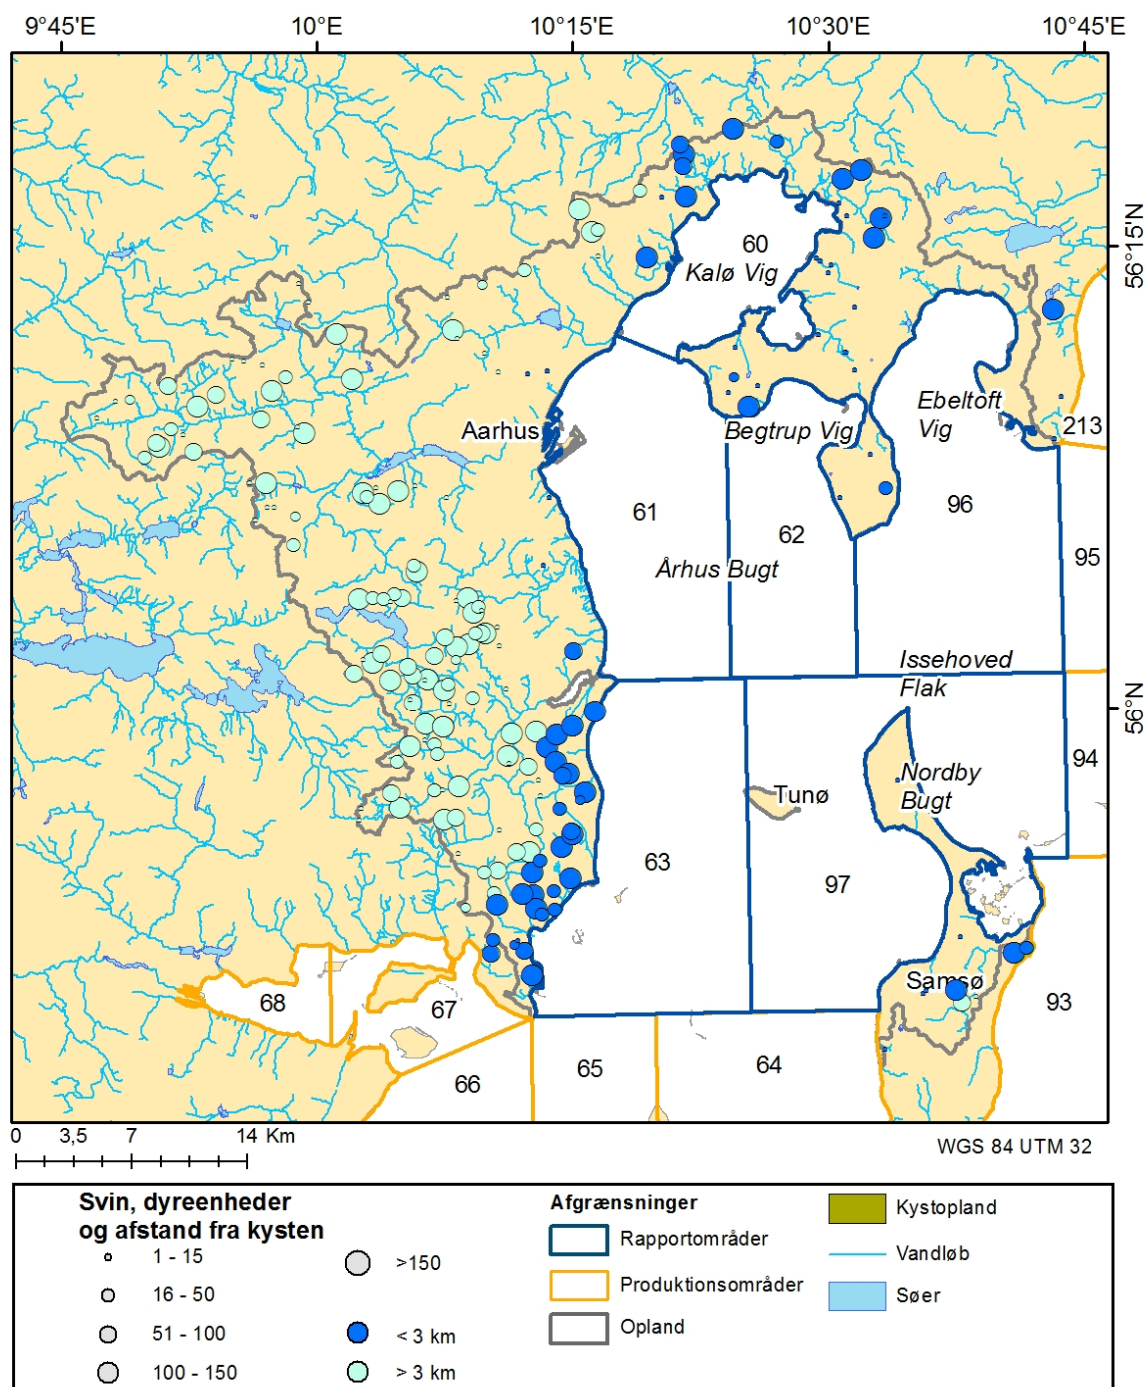 9°45'E 10°E 10°15'E 10°30'E 10°45'E
56°15'N
60
Kalø Vig
Ebeltoft
Vig
213
Aarhus
Begtrup Vig
61
62
96
95
Århus Bugt
Issehoved
Flak
56°N
94
Nordby
Bugt
Tunø
63
97
Samsø
93
68
67
66
65
64
0 3,5 7 14 Km
WGS 84 UTM 32
Svin, dyreenheder
og afstand fra kysten
1 - 15
16 - 50
51 - 100
100 - 150
>150
< 3 km
> 3 km
Afgrænsninger
Rapportområder
Produktionsområder
Opland
Kystopland
Vandløb
Søer